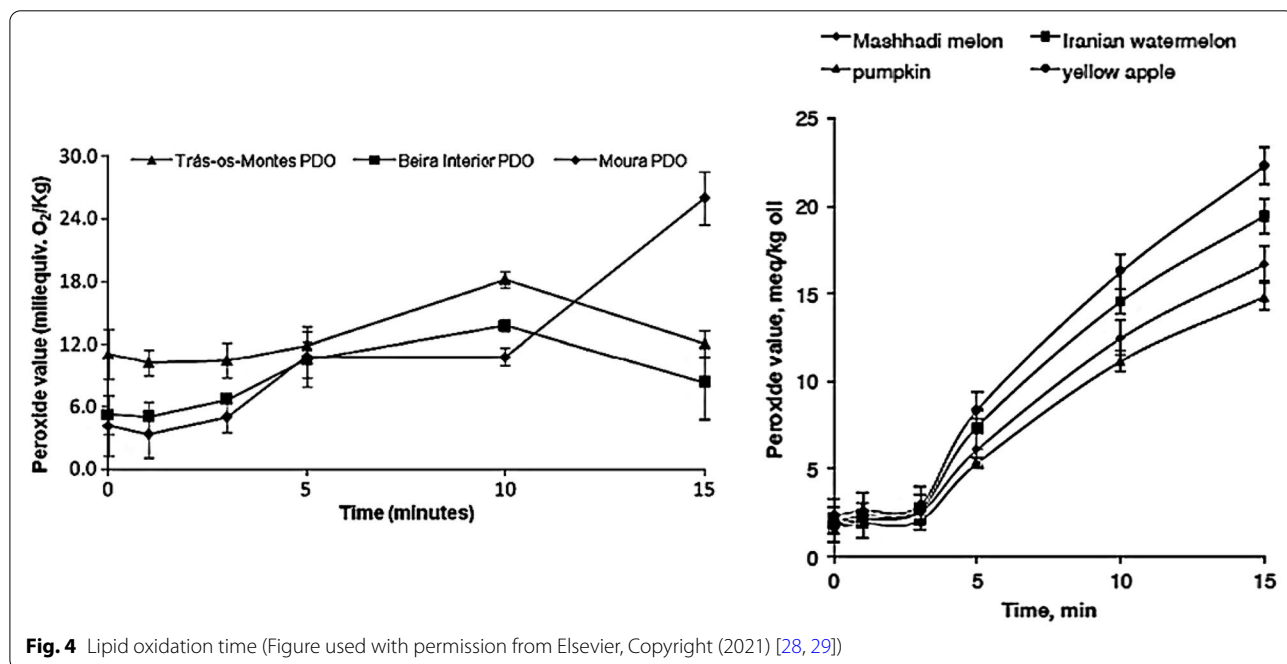 Trás-os-Montes PDO Beira Interior PDO Moura PDO
Peroxide value (miliequiv. O₂/Kg)
30.0
24.0
18.0
12.0
6.0
0.0
0 5 10 15
Time (minutes)
Mashhadi melon Iranian watermelon
pumpkin yellow apple
Peroxide value, meq/kg oil
25
20
15
10
5
0
0 5 10 15
Time, min
Fig. 4 Lipid oxidation time (Figure used with permission from Elsevier, Copyright (2021) [28, 29])